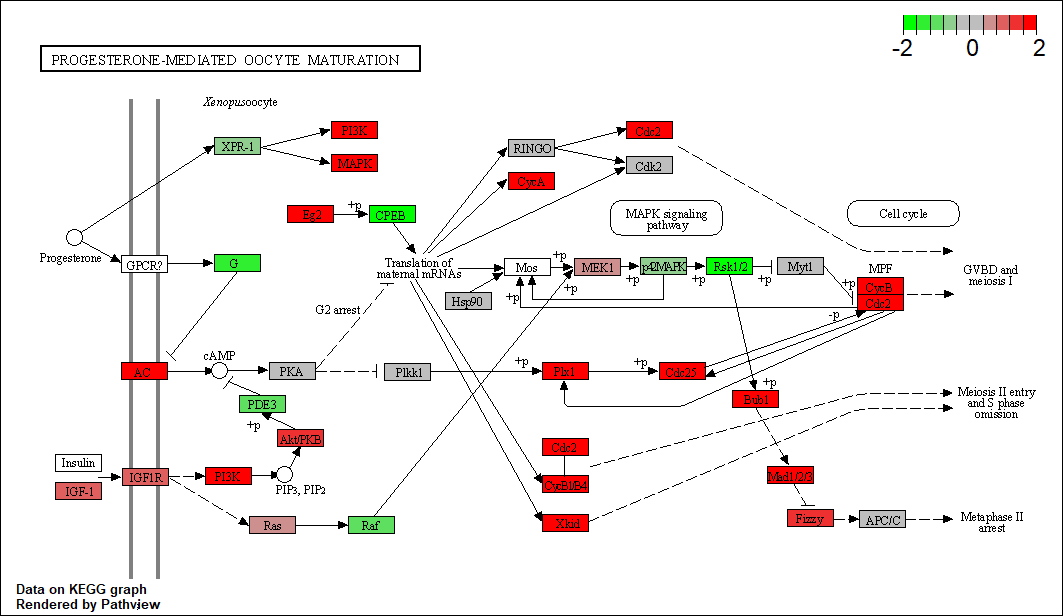 -2 0 2
PROGESTERONE-MEDIATED OOCYTE MATURATION
Xenopusoocyte
XPR-1
PI3K
MAPK
RINGO
Cdc2
Cdk2
CycA
Eg2
+p
CPEB
MAPK signaling
pathway
Cell cycle
Progesterone
GPCR?
G
Translation of
maternal mRNAs
Mos
+p
MEK1
+p
p42MAPK
+p
Rsk1/2
+p
Myt1
+p
MPF
CycB
Cdc2
GVBD and
meiosis I
Hsp90
+p
+p
-p
G2 arrest
cAMP
AC
PKA
Plkk1
+p
Plx1
+p
Cdc25
+p
Bub1
PDE3
+p
Akt/PKB
Meiosis II entry
and S phase
omission
Insulin
IGF-1
IGF1R
PI3K
PIP3, PIP2
Cdc2
CycB1/B4
Mad1/2/3
Ras
Raf
Xkid
Fizzy
APC/C
Metaphase II
arrest
Data on KEGG graph
Rendered by Pathview